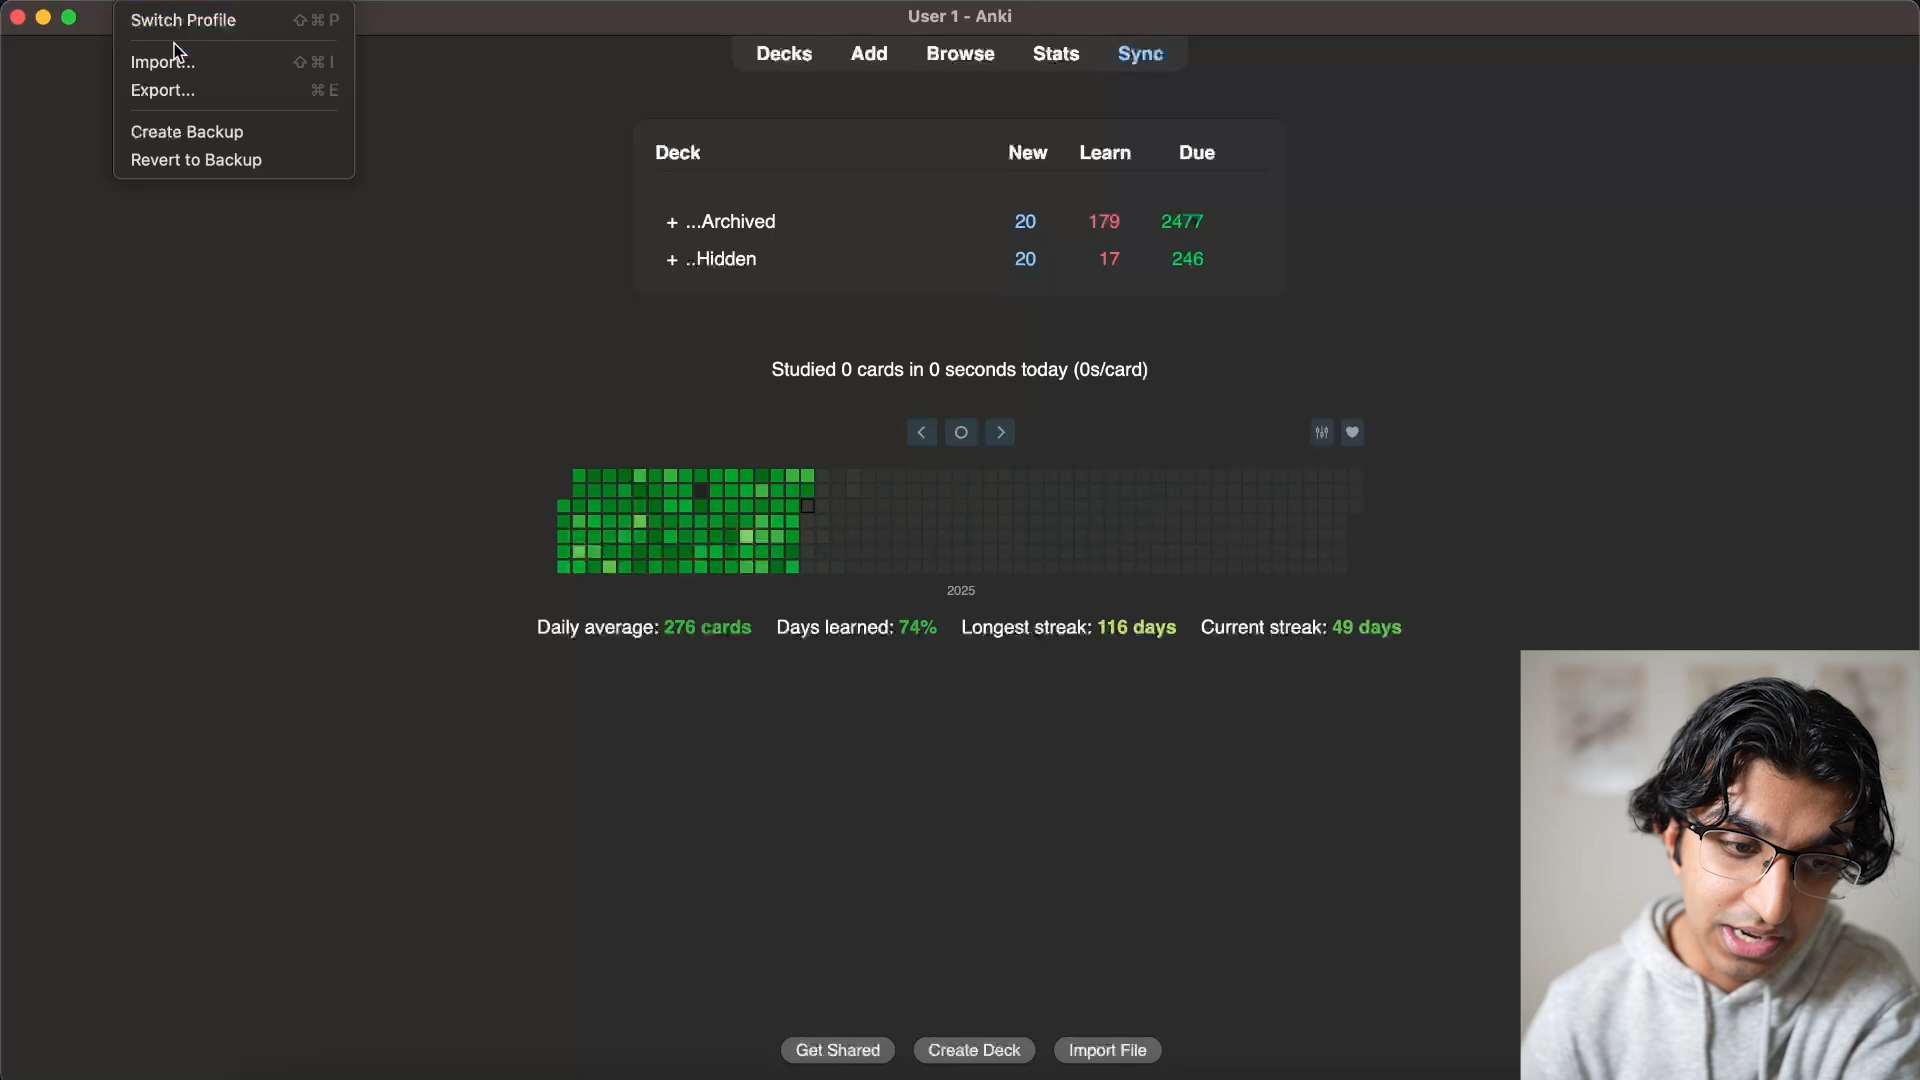 User 1 - Anki
Switch Profile ⇧⌘P
Import... ⇧⌘I
Export... ⌘E
Create Backup
Revert to Backup
Decks Add Browse Stats Sync
Deck New Learn Due
+ ...Archived 20 179 2477
+ ..Hidden 20 17 246
Studied 0 cards in 0 seconds today (0s/card)
2025
Daily average: 276 cards Days learned: 74% Longest streak: 116 days Current streak: 49 days
Get Shared Create Deck Import File